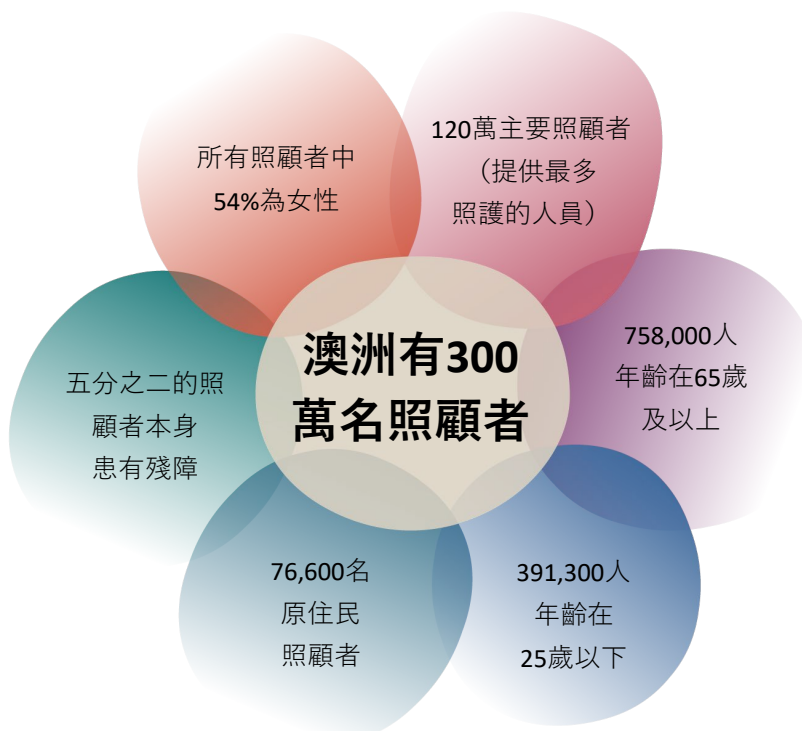 澳洲有300
萬名照顧者
120萬主要照顧者
（提供最多
照護的人員）
758,000人
年齡在65歲
及以上
391,300人
年齡在
25歲以下
76,600名
原住民
照顧者
五分之二的照
顧者本身
患有殘障
所有照顧者中
54%為女性